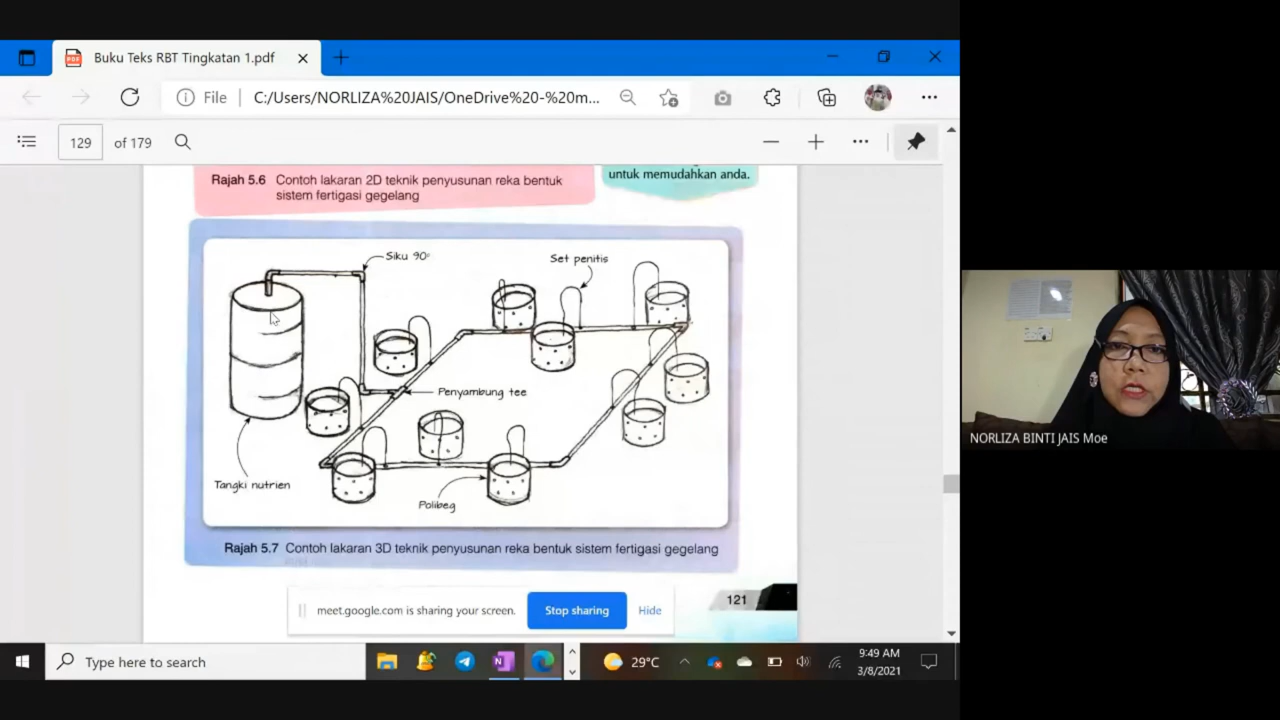 Buku Teks RBT Tingkatan 1.pdf
File
C:/Users/NORLIZA%20JAIS/OneDrive%20-%20m...
129 of 179
Rajah 5.6 Contoh lakaran 2D teknik penyusunan reka bentuk
sistem fertigasi gegelang
untuk memudahkan anda.
Siku 90°
Set penitis
Penyambung tee
Tangki nutrien
Polibeg
Rajah 5.7 Contoh lakaran 3D teknik penyusunan reka bentuk sistem fertigasi gegelang
121
meet.google.com is sharing your screen.
Stop sharing
Hide
NORLIZA BINTI JAIS Moe
Type here to search
29°C
9:49 AM
3/8/2021